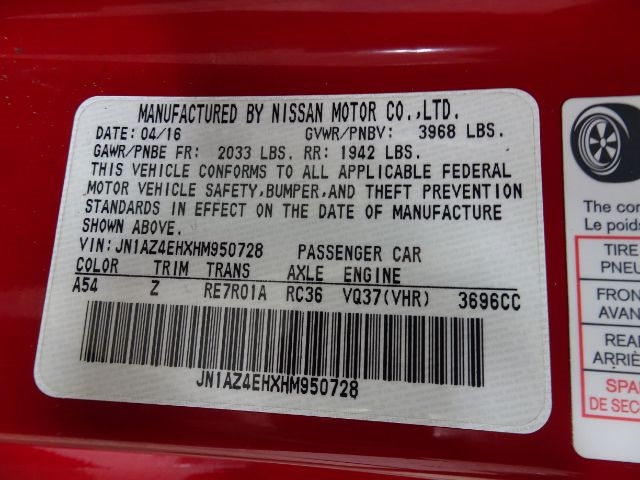 MANUFACTURED BY NISSAN MOTOR CO.,LTD.
DATE: 04/16 GVWR/PNBV: 3968 LBS.
GAWR/PNBE FR: 2033 LBS. RR: 1942 LBS.
THIS VEHICLE CONFORMS TO ALL APPLICABLE FEDERAL
MOTOR VEHICLE SAFETY,BUMPER,AND THEFT PREVENTION
STANDARDS IN EFFECT ON THE DATE OF MANUFACTURE
SHOWN ABOVE.
VIN: JN1AZ4EHXHM950728 PASSENGER CAR
COLOR TRIM TRANS AXLE ENGINE
A54 Z RE7R01A RC36 VQ37(VHR) 3696CC
JN1AZ4EHXHM950728
The com
Le poids
TIRE
PNEU
FRON
AVAN
REA
ARRIÈ
SPA
DE SEC